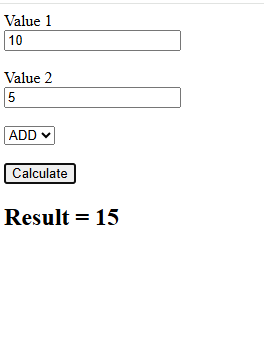 Value 1
10
Value 2
5
ADD
Calculate
Result = 15